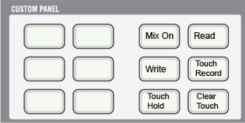 CUSTOM PANEL
Mix On
Read
Write
Touch
Record
Touch
Hold
Clear
Touch